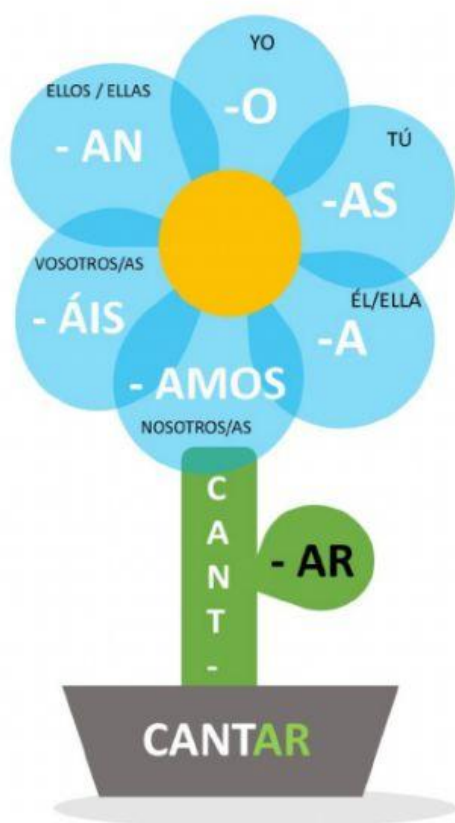 YO
-O
TÚ
-AS
ÉL/ELLA
-A
- AMOS
NOSOTROS/AS
VOSOTROS/AS
- ÁIS
ELLOS / ELLAS
- AN
C
A
N
T
-
- AR
CANTAR